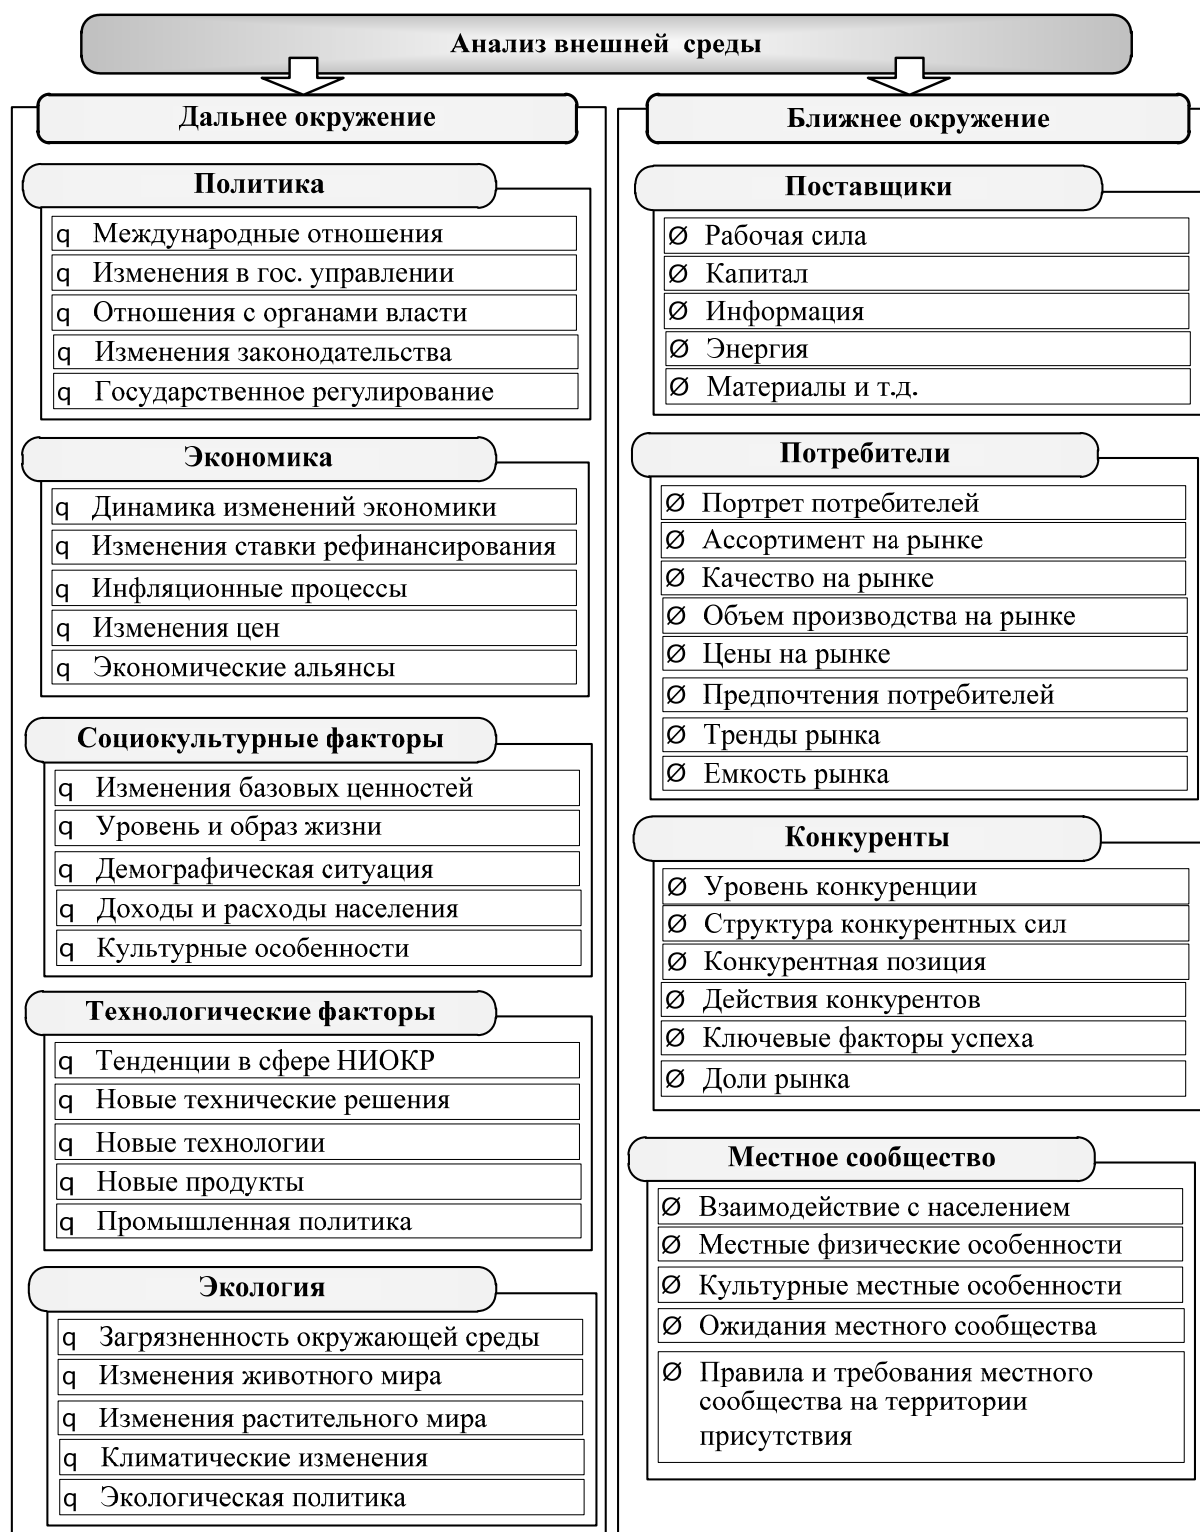 Анализ внешней среды
Дальнее окружение
Политика
q Международные отношения
q Изменения в гос. управлении
q Отношения с органами власти
q Изменения законодательства
q Государственное регулирование
Экономика
q Динамика изменений экономики
q Изменения ставки рефинансирования
q Инфляционные процессы
q Изменения цен
q Экономические альянсы
Социокультурные факторы
q Изменения базовых ценностей
q Уровень и образ жизни
q Демографическая ситуация
q Доходы и расходы населения
q Культурные особенности
Технологические факторы
q Тенденции в сфере НИОКР
q Новые технические решения
q Новые технологии
q Новые продукты
q Промышленная политика
Экология
q Загрязненность окружающей среды
q Изменения животного мира
q Изменения растительного мира
q Климатические изменения
q Экологическая политика
Ближнее окружение
Поставщики
Ø Рабочая сила
Ø Капитал
Ø Информация
Ø Энергия
Ø Материалы и т.д.
Потребители
Ø Портрет потребителей
Ø Ассортимент на рынке
Ø Качество на рынке
Ø Объем производства на рынке
Ø Цены на рынке
Ø Предпочтения потребителей
Ø Тренды рынка
Ø Емкость рынка
Конкуренты
Ø Уровень конкуренции
Ø Структура конкурентных сил
Ø Конкурентная позиция
Ø Действия конкурентов
Ø Ключевые факторы успеха
Ø Доли рынка
Местное сообщество
Ø Взаимодействие с населением
Ø Местные физические особенности
Ø Культурные местные особенности
Ø Ожидания местного сообщества
Ø Правила и требования местного
сообщества на территории
присутствия